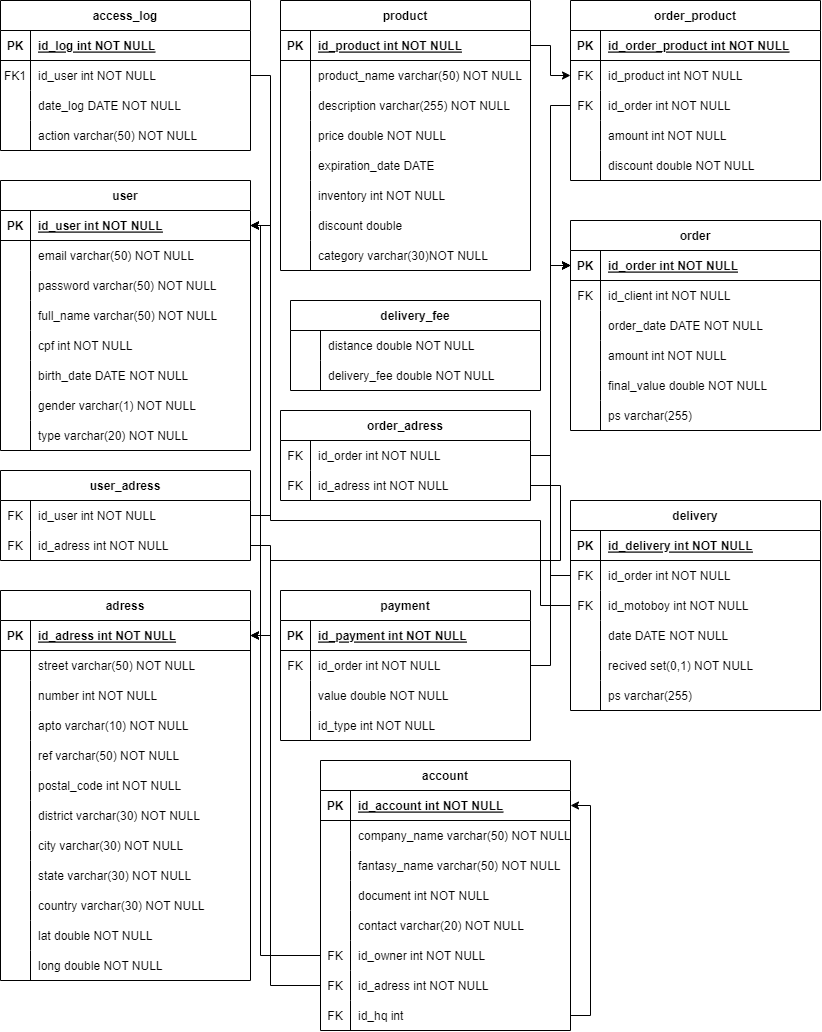 access_log
PK id_log int NOT NULL
FK1 id_user int NOT NULL
date_log DATE NOT NULL
action varchar(50) NOT NULL
product
PK id_product int NOT NULL
product_name varchar(50) NOT NULL
description varchar(255) NOT NULL
price double NOT NULL
expiration_date DATE
inventory int NOT NULL
discount double
category varchar(30)NOT NULL
order_product
PK id_order_product int NOT NULL
FK id_product int NOT NULL
FK id_order int NOT NULL
amount int NOT NULL
discount double NOT NULL
user
PK id_user int NOT NULL
email varchar(50) NOT NULL
password varchar(50) NOT NULL
full_name varchar(50) NOT NULL
cpf int NOT NULL
birth_date DATE NOT NULL
gender varchar(1) NOT NULL
type varchar(20) NOT NULL
order
PK id_order int NOT NULL
FK id_client int NOT NULL
order_date DATE NOT NULL
amount int NOT NULL
final_value double NOT NULL
ps varchar(255)
delivery_fee
distance double NOT NULL
delivery_fee double NOT NULL
order_adress
FK id_order int NOT NULL
FK id_adress int NOT NULL
user_adress
FK id_user int NOT NULL
FK id_adress int NOT NULL
delivery
PK id_delivery int NOT NULL
FK id_order int NOT NULL
FK id_motoboy int NOT NULL
date DATE NOT NULL
recived set(0,1) NOT NULL
ps varchar(255)
adress
PK id_adress int NOT NULL
street varchar(50) NOT NULL
number int NOT NULL
apto varchar(10) NOT NULL
ref varchar(50) NOT NULL
postal_code int NOT NULL
district varchar(30) NOT NULL
city varchar(30) NOT NULL
state varchar(30) NOT NULL
country varchar(30) NOT NULL
lat double NOT NULL
long double NOT NULL
payment
PK id_payment int NOT NULL
FK id_order int NOT NULL
value double NOT NULL
id_type int NOT NULL
account
PK id_account int NOT NULL
company_name varchar(50) NOT NULL
fantasy_name varchar(50) NOT NULL
document int NOT NULL
contact varchar(20) NOT NULL
FK id_owner int NOT NULL
FK id_adress int NOT NULL
FK id_hq int